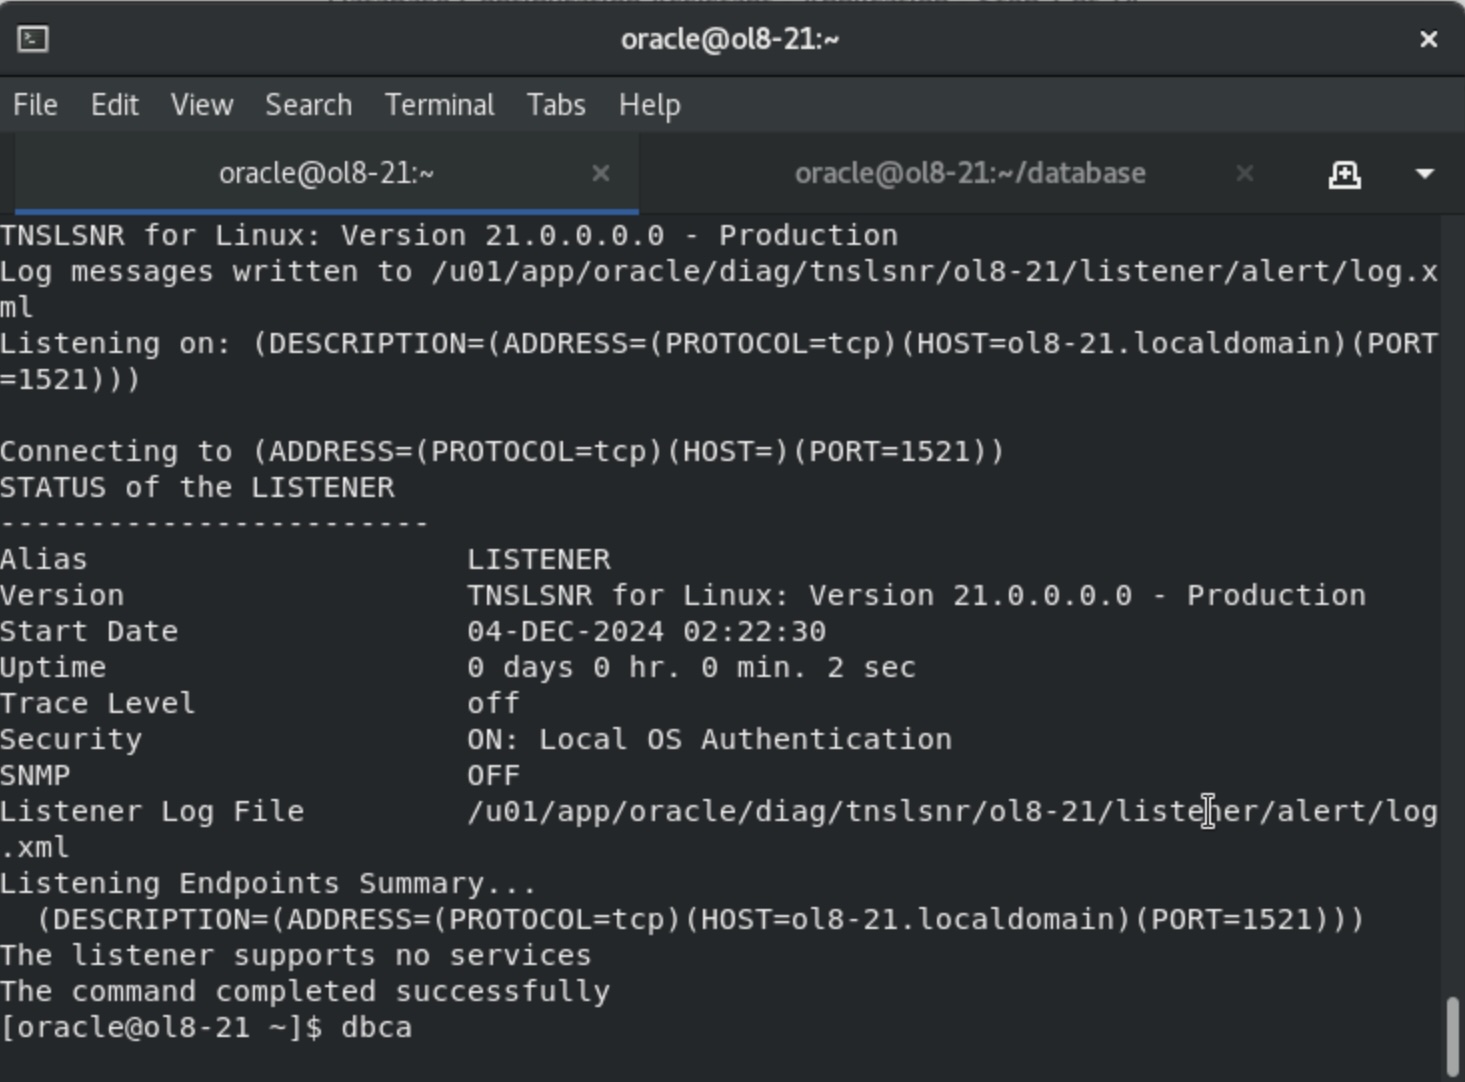 oracle@ol8-21:~
File Edit View Search Terminal Tabs Help
oracle@ol8-21:~ oracle@ol8-21:~/database
TNSLSNR for Linux: Version 21.0.0.0.0 - Production
Log messages written to /u01/app/oracle/diag/tnslsnr/ol8-21/listener/alert/log.x
ml
Listening on: (DESCRIPTION=(ADDRESS=(PROTOCOL=tcp)(HOST=ol8-21.localdomain)(PORT
=1521)))
Connecting to (ADDRESS=(PROTOCOL=tcp)(HOST=)(PORT=1521))
STATUS of the LISTENER
------------------------
Alias                     LISTENER
Version                   TNSLSNR for Linux: Version 21.0.0.0.0 - Production
Start Date                04-DEC-2024 02:22:30
Uptime                    0 days 0 hr. 0 min. 2 sec
Trace Level               off
Security                  ON: Local OS Authentication
SNMP                      OFF
Listener Log File         /u01/app/oracle/diag/tnslsnr/ol8-21/listener/alert/log
.xml
Listening Endpoints Summary...
  (DESCRIPTION=(ADDRESS=(PROTOCOL=tcp)(HOST=ol8-21.localdomain)(PORT=1521)))
The listener supports no services
The command completed successfully
[oracle@ol8-21 ~]$ dbca